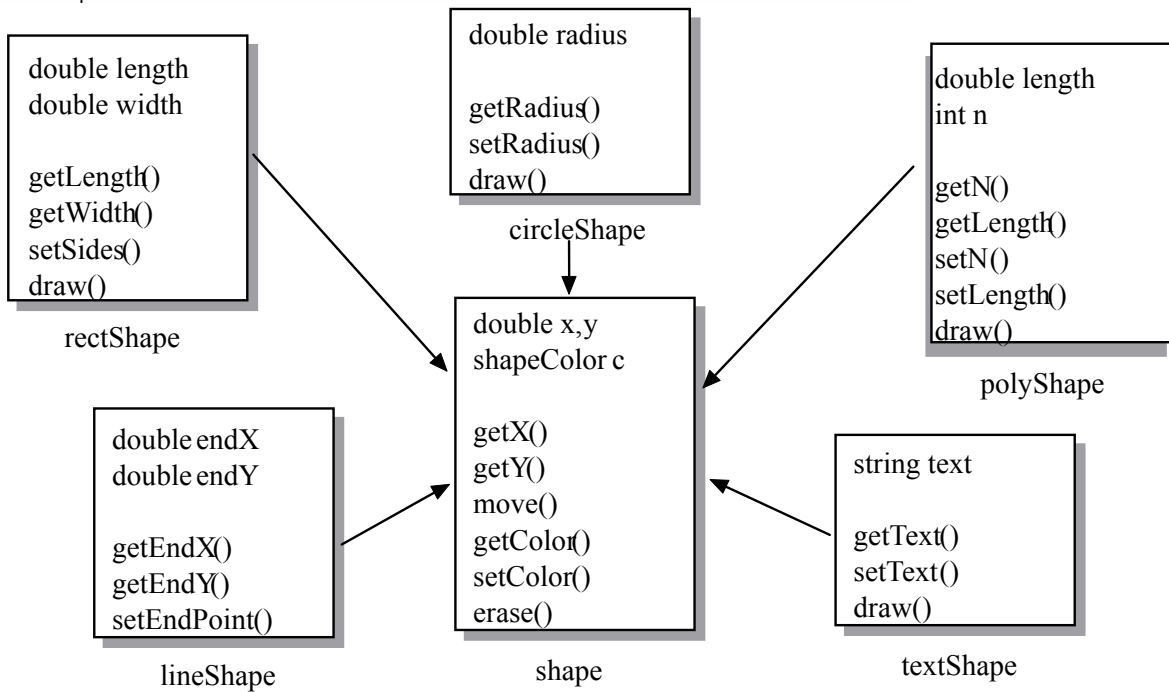 double length
double width
getLength()
getWidth()
setSides()
draw()
rectShape
double radius
getRadius()
setRadius()
draw()
circleShape
double length
int n
getN()
getLength()
setN()
setLength()
draw()
polyShape
double endX
double endY
getEndX()
getEndY()
setEndPoint()
lineShape
double x,y
shapeColor c
getX()
getY()
move()
getColor()
setColor()
erase()
shape
string text
getText()
setText()
draw()
textShape